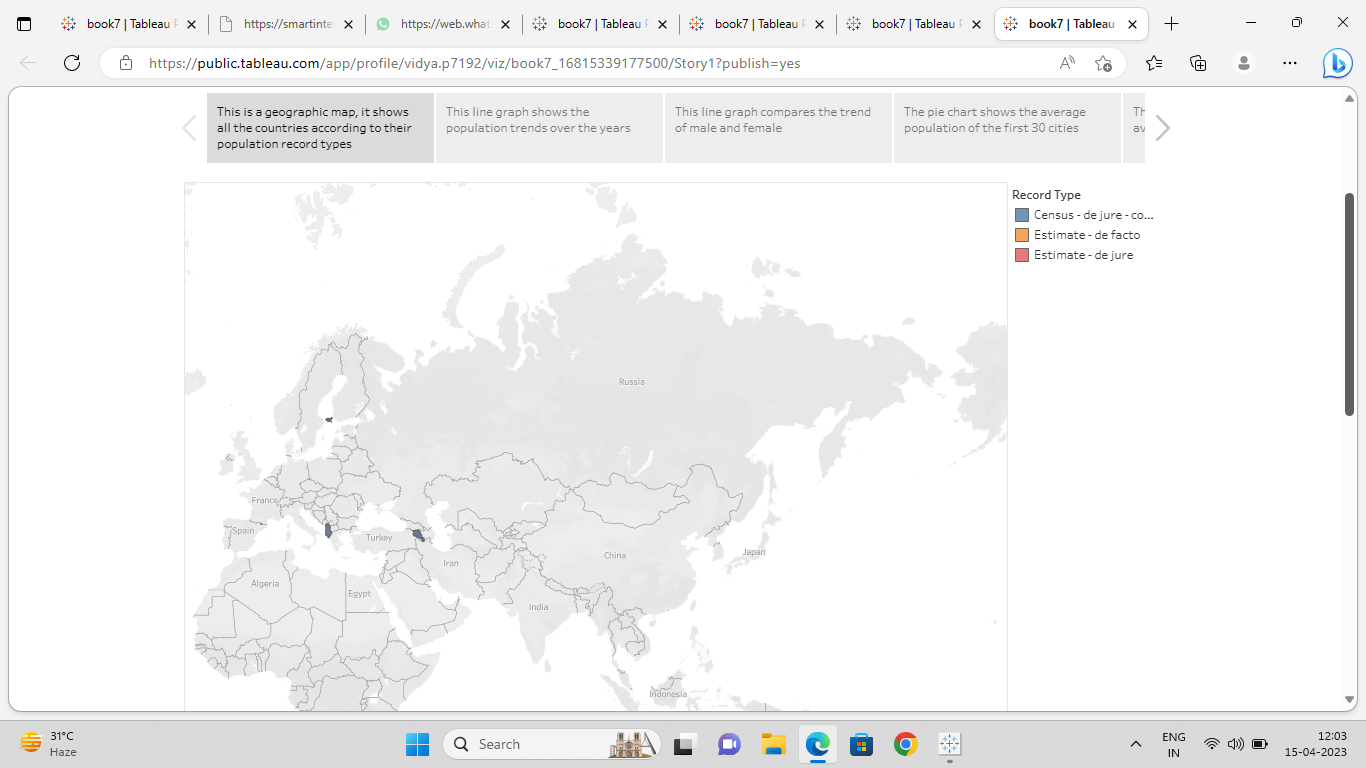 book7 | Tableau P
https://smartinte
https://web.what
book7 | Tableau P
book7 | Tableau P
book7 | Tableau P
book7 | Tableau
https://public.tableau.com/app/profile/vidya.p7192/viz/book7_16815339177500/Story1?publish=yes
This is a geographic map, it shows
all the countries according to their
population record types
This line graph shows the
population trends over the years
This line graph compares the trend
of male and female
The pie chart shows the average
population of the first 30 cities
Th
av
Record Type
Census - de jure - co...
Estimate - de facto
Estimate - de jure
Russia
France
Spain
Turkey
Iran
China
Japan
Algeria
Egypt
India
Indonesia
31°C
Haze
Search
ENG
IN
12:03
15-04-2023